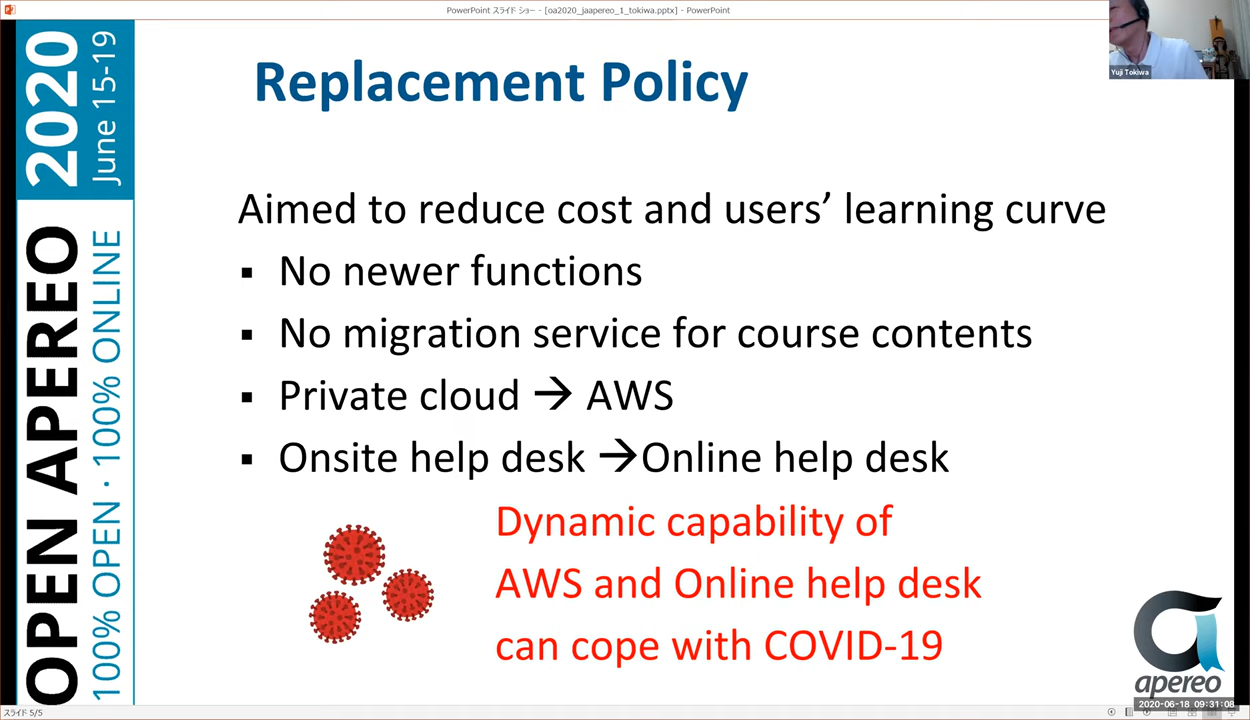 PowerPoint スライド ショー - [oa2020_jaapereo_1_tokiwa.pptx] - PowerPoint
Yuji Tokiwa
OPEN APEREO 2020
100% OPEN · 100% ONLINE June 15-19
Replacement Policy
Aimed to reduce cost and users’ learning curve
▪ No newer functions
▪ No migration service for course contents
▪ Private cloud → AWS
▪ Onsite help desk →Online help desk
Dynamic capability of
AWS and Online help desk
can cope with COVID-19
apereo
2020-06-18 09:31:08
スライド 5/5